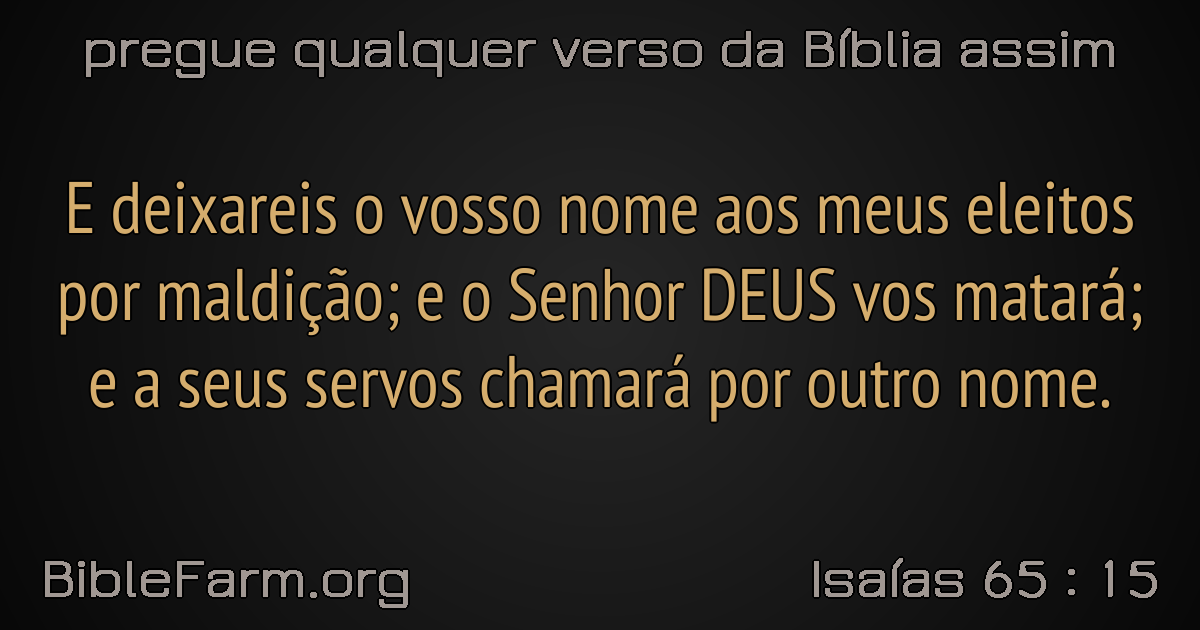 pregue qualquer verso da Bíblia assim
E deixareis o vosso nome aos meus eleitos
por maldição; e o Senhor DEUS vos matará;
e a seus servos chamará por outro nome.
BibleFarm.org
Isaías 65 : 15